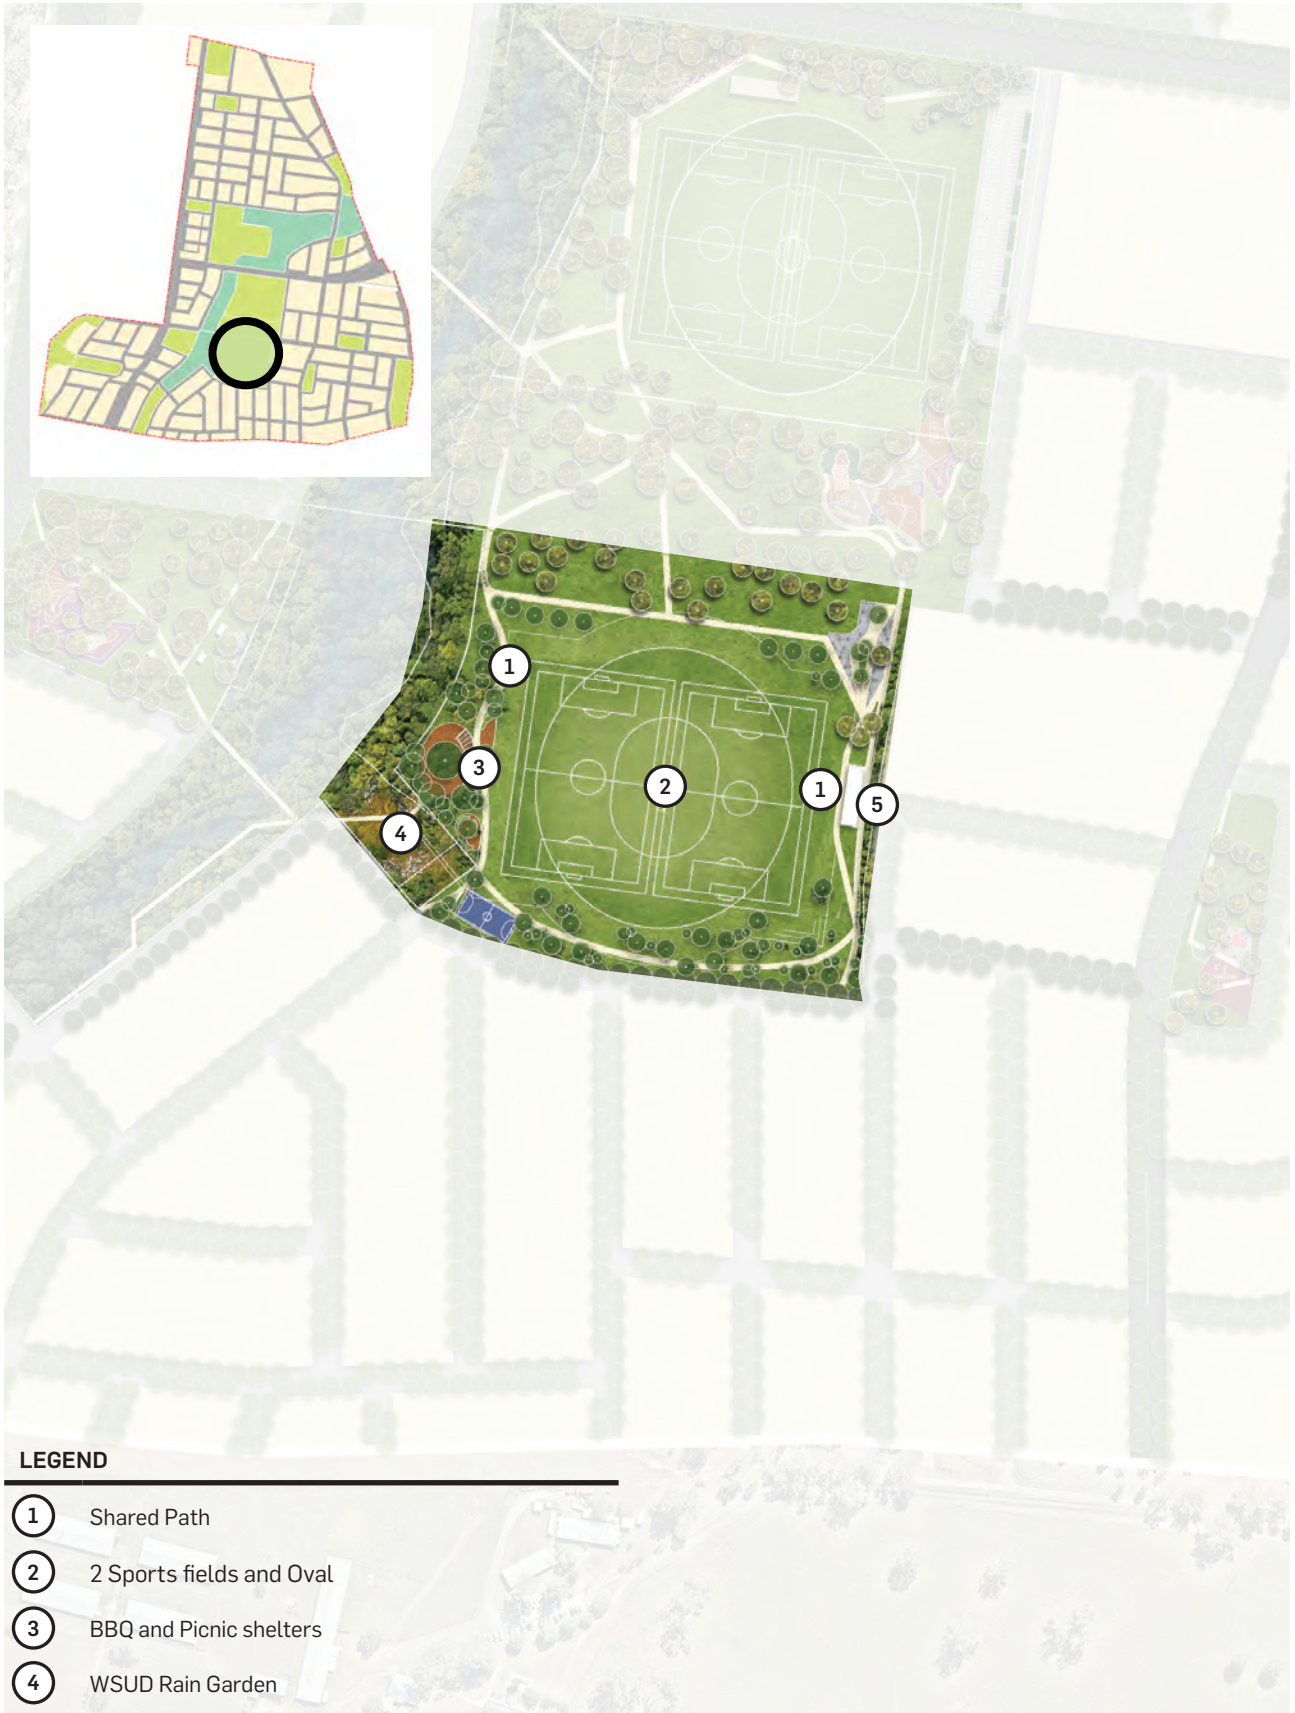 1
3
2
1
5
4
LEGEND
1 Shared Path
2 2 Sports fields and Oval
3 BBQ and Picnic shelters
4 WSUD Rain Garden